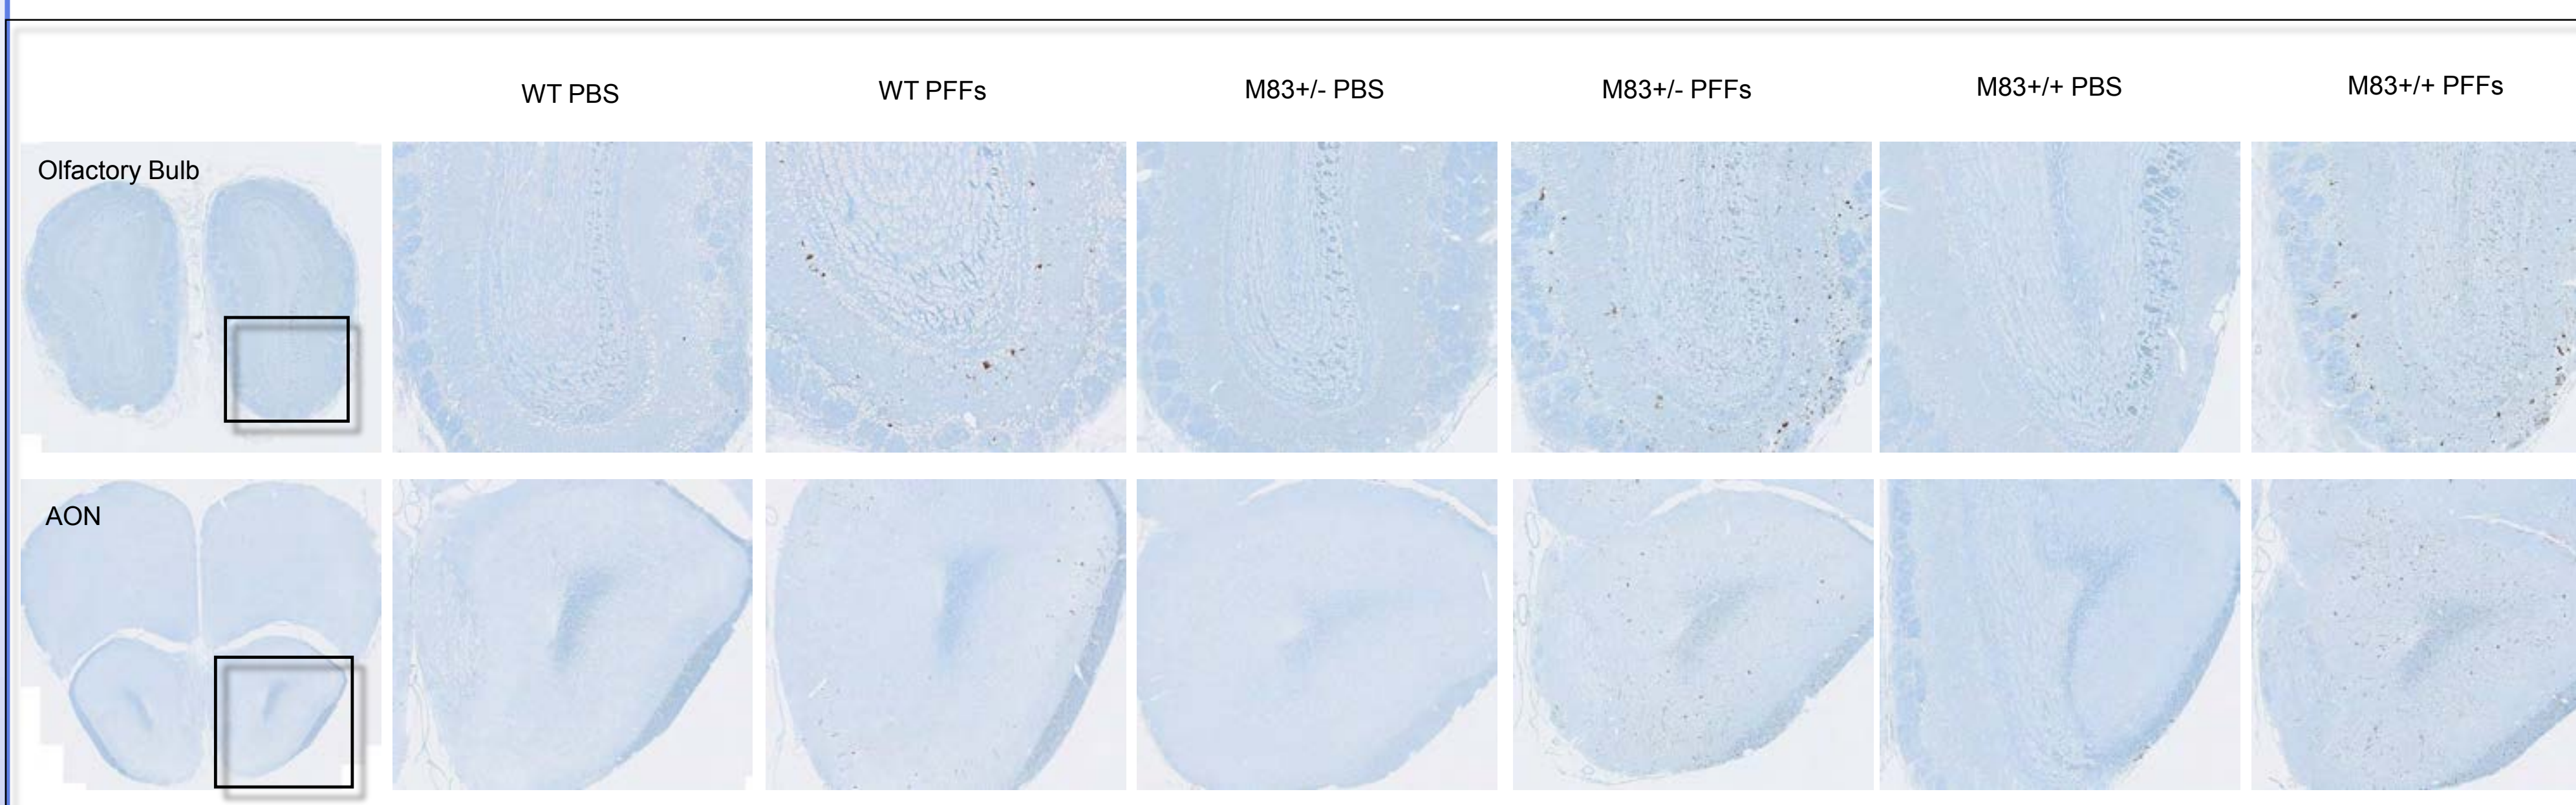 WT PBS WT PFFs M83+/- PBS M83+/- PFFs M83+/+ PBS M83+/+ PFFs
Olfactory Bulb
AON